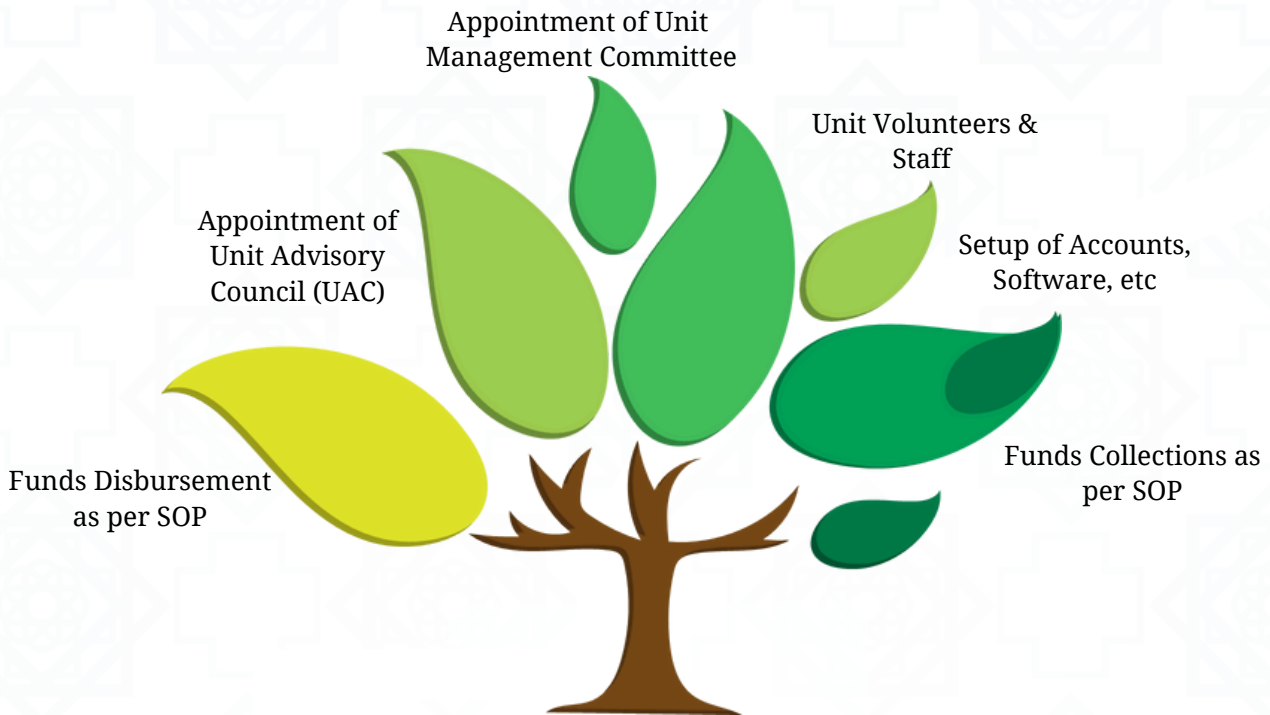 Appointment of Unit
Management Committee
Unit Volunteers &
Staff
Appointment of
Unit Advisory
Council (UAC)
Setup of Accounts,
Software, etc
Funds Collections as
per SOP
Funds Disbursement
as per SOP